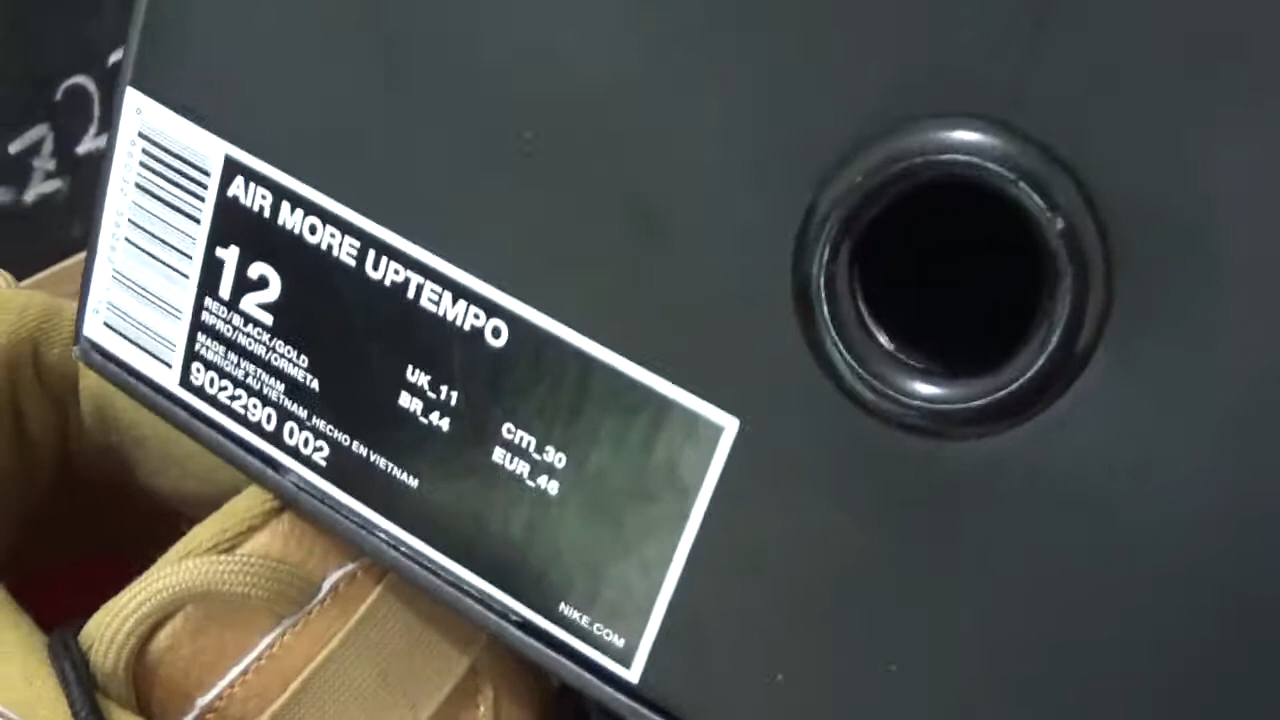 AIR MORE UPTEMPO
12
RED/BLACK/GOLD
RPRO/NOIR/ORMETA
UK_11
BR_44
CM_30
EUR_46
MADE IN VIETNAM
FABRIQUE AU VIETNAM_HECHO EN VIETNAM
902290 002
NIKE.COM